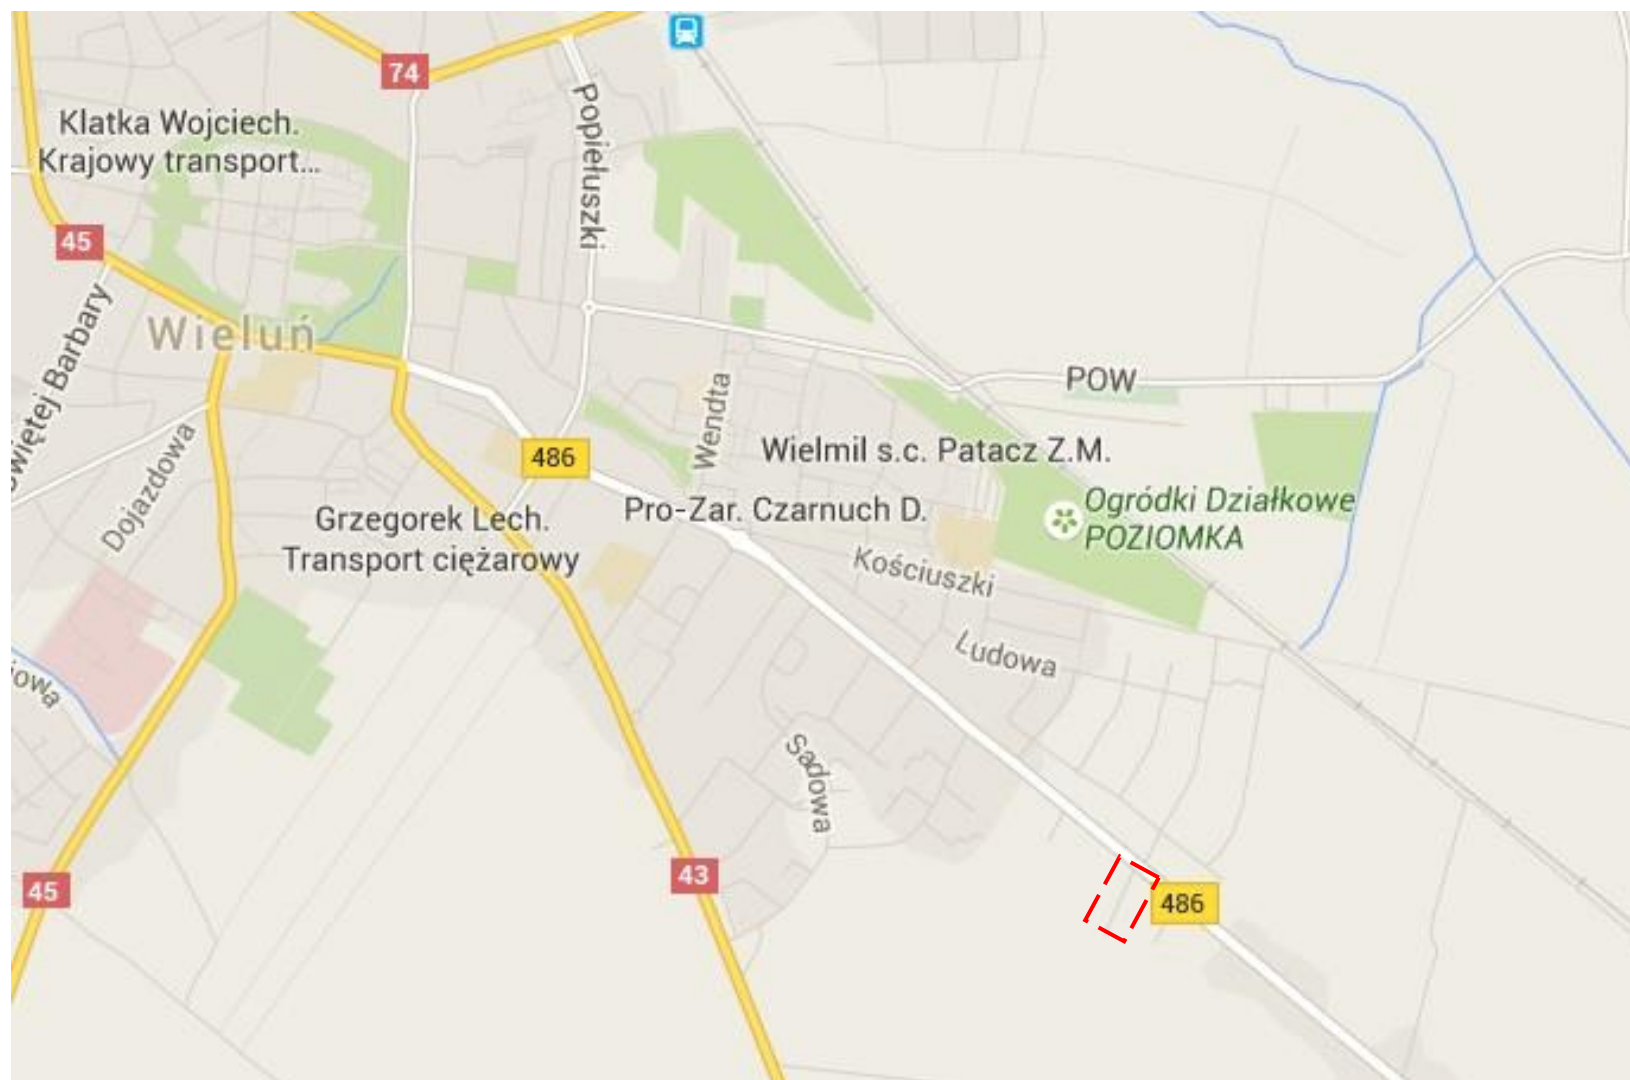 74
Popiełuszki
Klatka Wojciech.
Krajowy transport...
45
Świętej Barbary
Wieluń
POW
Wendta
Dojazdowa
486
Wielmil s.c. Patacz Z.M.
Pro-Zar. Czarnuch D.
Grzegorek Lech.
Transport ciężarowy
Ogródki Działkowe
POZIOMKA
Kościuszki
Ludowa
Sadowa
45
43
486